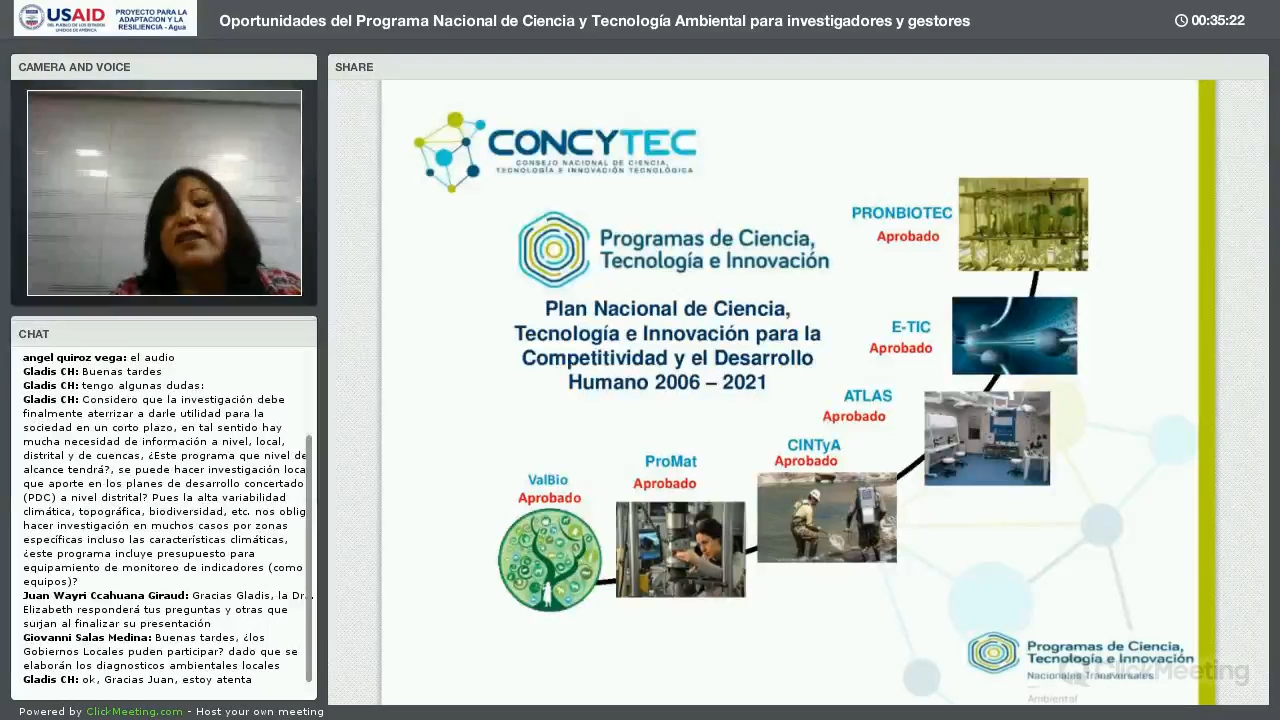 USAID
DEL PUEBLO DE LOS ESTADOS
UNIDOS DE AMÉRICA
PROYECTO PARA LA
ADAPTACIÓN Y LA
RESILIENCIA - Agua
Oportunidades del Programa Nacional de Ciencia y Tecnología Ambiental para investigadores y gestores
00:35:22
CAMERA AND VOICE
CHAT
angel quiroz vega: el audio
Gladis CH: Buenas tardes
Gladis CH: tengo algunas dudas:
Gladis CH: Considero que la investigación debe
finalmente aterrizar a darle utilidad para la
sociedad en un corto plazo, en tal sentido hay
mucha necesidad de información a nivel, local,
distrital y de cuencas, ¿Este programa que nivel de
alcance tendrá?, se puede hacer investigación loca
que aporte en los planes de desarrollo concertado
(PDC) a nivel distrital? Pues la alta variabilidad
climática, topográfica, biodiversidad, etc. nos oblig
hacer investigación en muchos casos por zonas
específicas incluso las características climáticas,
¿este programa incluye presupuesto para
equipamiento de monitoreo de indicadores (como
equipos)?
Juan Wayri Ccahuana Giraud: Gracias Gladis, la Dr.
Elizabeth responderá tus preguntas y otras que
surjan al finalizar su presentación
Giovanni Salas Medina: Buenas tardes, ¿los
Gobiernos Locales puden participar? dado que se
elaborán los diagnosticos ambientales locales
Gladis CH: ok, Gracias Juan, estoy atenta
Powered by ClickMeeting.com - Host your own meeting
SHARE
CONCYTEC
CONSEJO NACIONAL DE CIENCIA,
TECNOLOGÍA E INNOVACIÓN TECNOLÓGICA
Programas de Ciencia,
Tecnología e Innovación
Plan Nacional de Ciencia,
Tecnología e Innovación para la
Competitividad y el Desarrollo
Humano 2006 – 2021
PRONBIOTEC
Aprobado
E-TIC
Aprobado
ATLAS
Aprobado
CINTyA
Aprobado
ProMat
Aprobado
ValBio
Aprobado
Programas de Ciencia,
Tecnología e Innovación
Nacionales Transversales
Ambiental
ClickMeeting